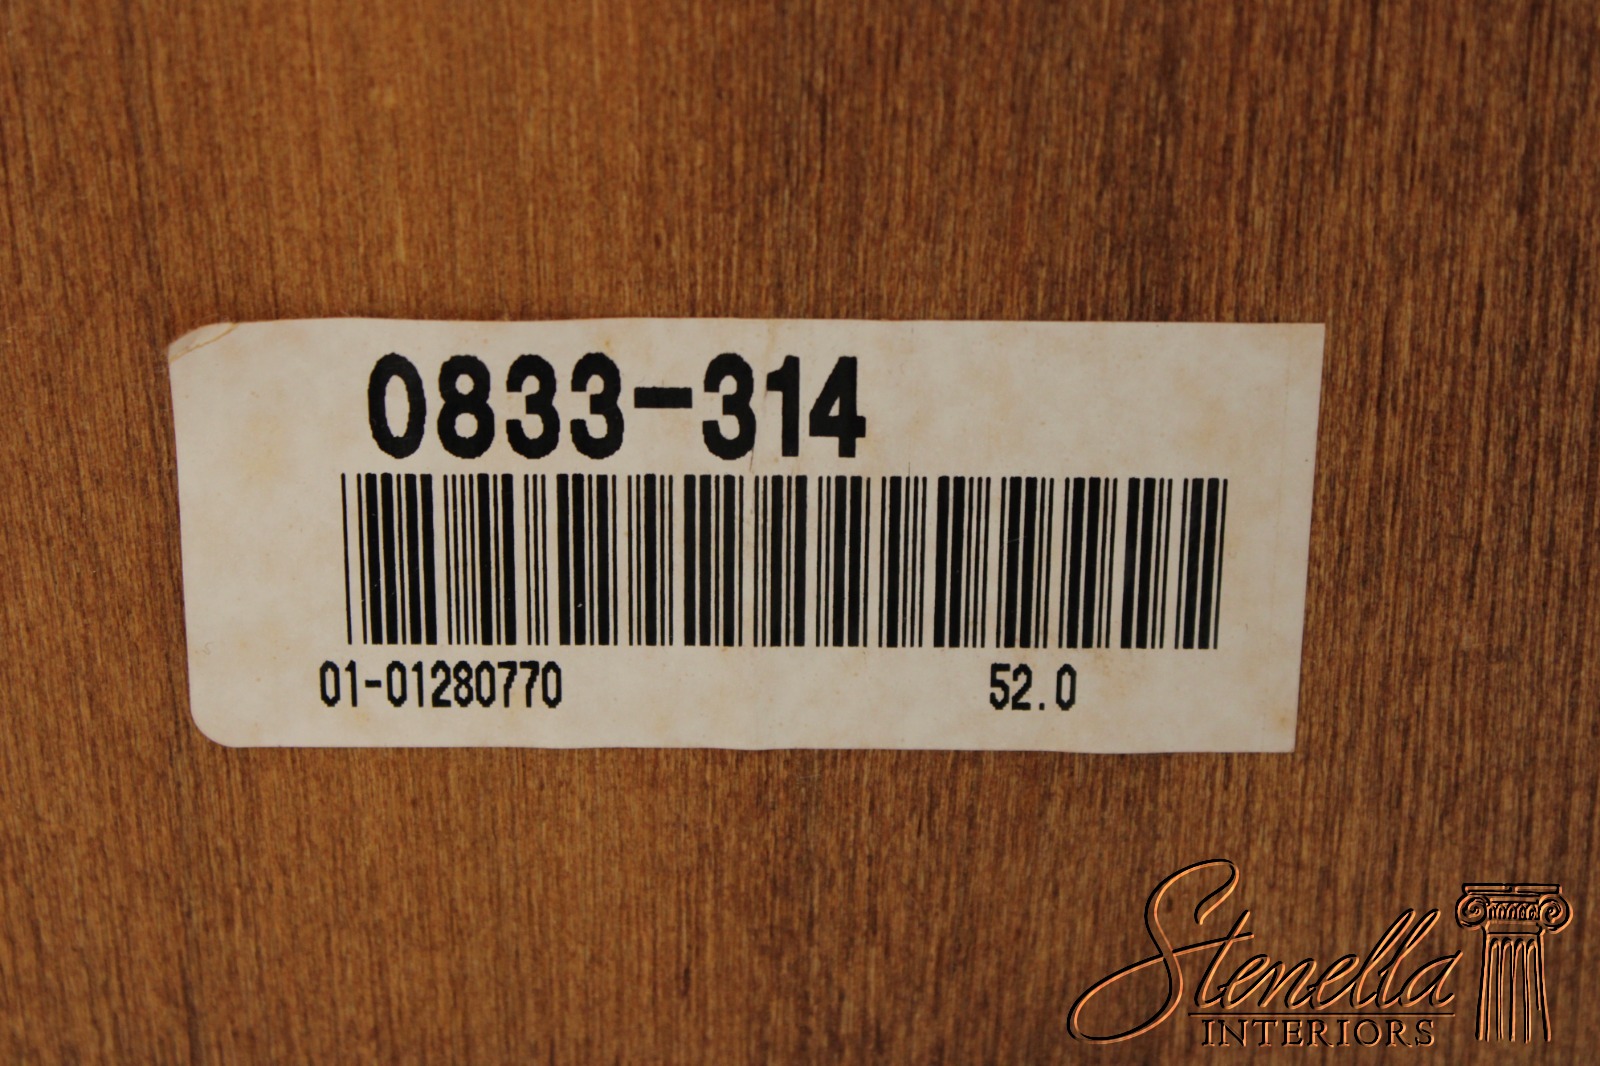 0833-314
01-01280770 52.0
Stenella
INTERIORS